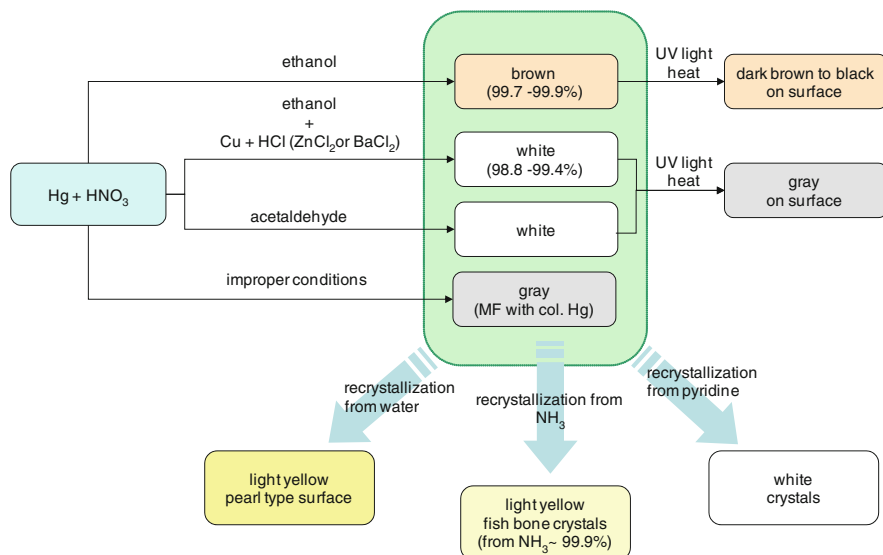 ethanol
ethanol
+
Cu + HCl (ZnCl₂or BaCl₂)
Hg + HNO₃
acetaldehyde
improper conditions
brown
(99.7 -99.9%)
white
(98.8 -99.4%)
white
gray
(MF with col. Hg)
UV light
heat
dark brown to black
on surface
UV light
heat
gray
on surface
recrystallization
from water
recrystallization from
NH₃
recrystallization
from pyridine
light yellow
pearl type surface
light yellow
fish bone crystals
(from NH₃~ 99.9%)
white
crystals